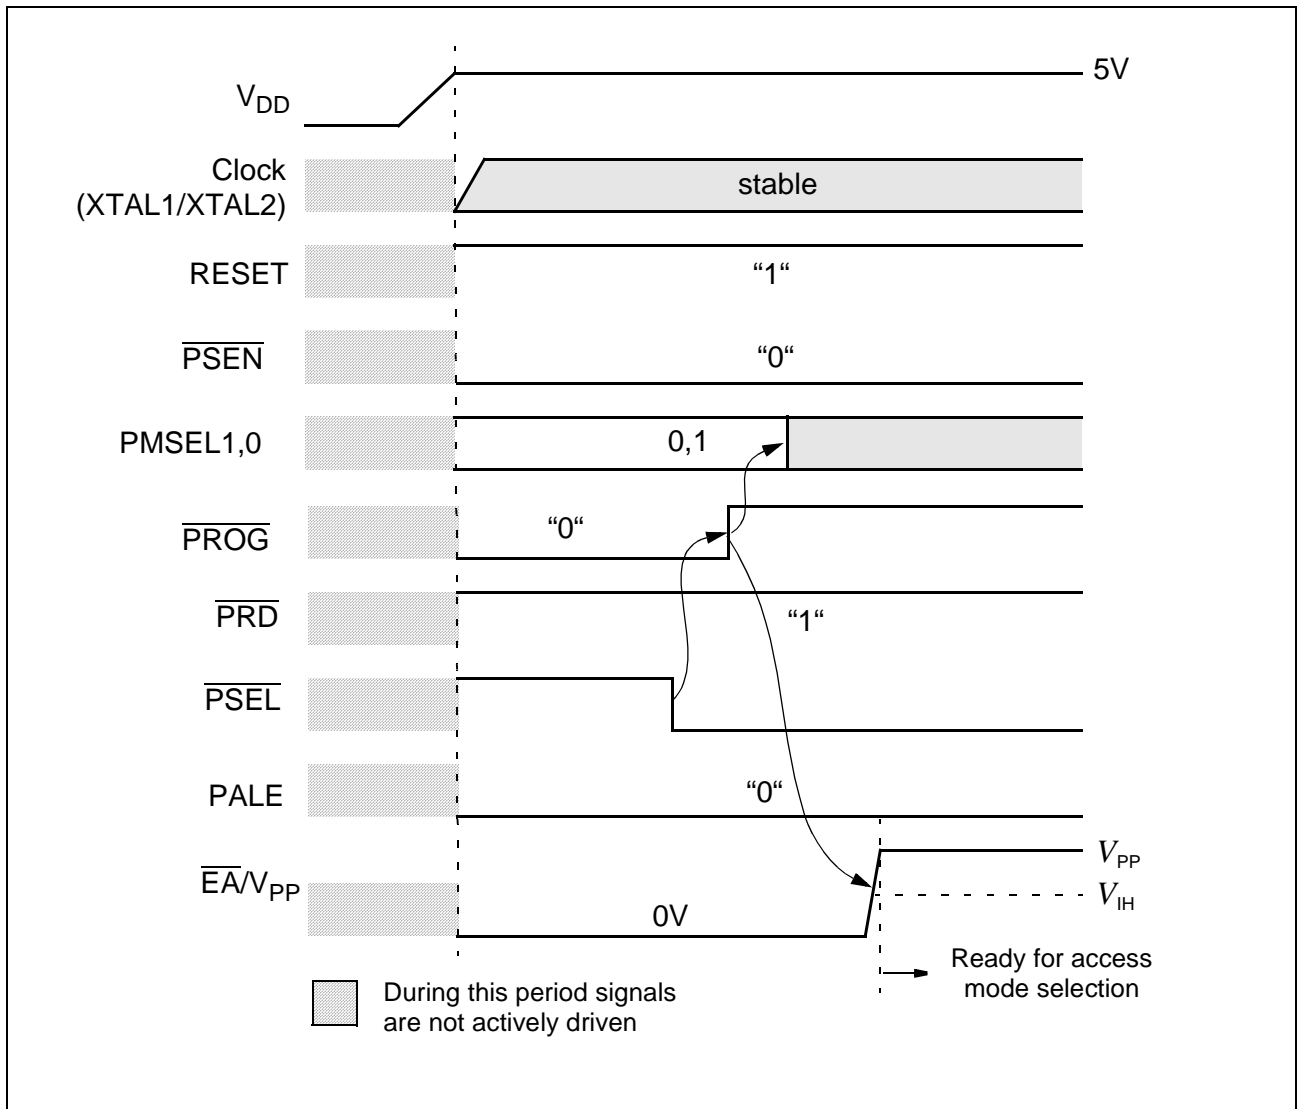 5V
VDD
Clock
(XTAL1/XTAL2)
stable
RESET
“1“
PSEN
“0“
PMSEL1,0
0,1
PROG
“0“
PRD
“1“
PSEL
PALE
“0“
EA/VPP
0V
VPP
VIH
Ready for access
mode selection
During this period signals
are not actively driven